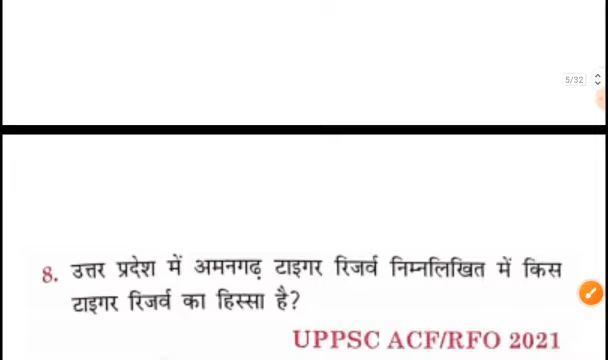 5/32
8. उत्तर प्रदेश में अमनगढ़ टाइगर रिजर्व निम्नलिखित में किस
टाइगर रिजर्व का हिस्सा है?
UPPSC ACF/RFO 2021